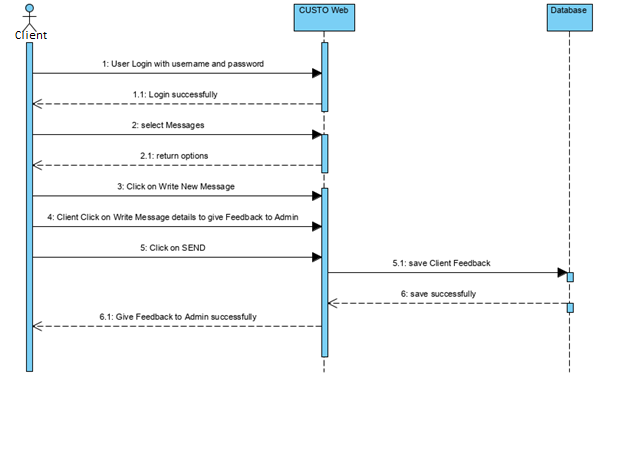 CUSTO Web
Database
Client
1: User Login with username and password
1.1: Login successfully
2: select Messages
2.1: return options
3: Click on Write New Message
4: Client Click on Write Message details to give Feedback to Admin
5: Click on SEND
5.1: save Client Feedback
6: save successfully
6.1: Give Feedback to Admin successfully